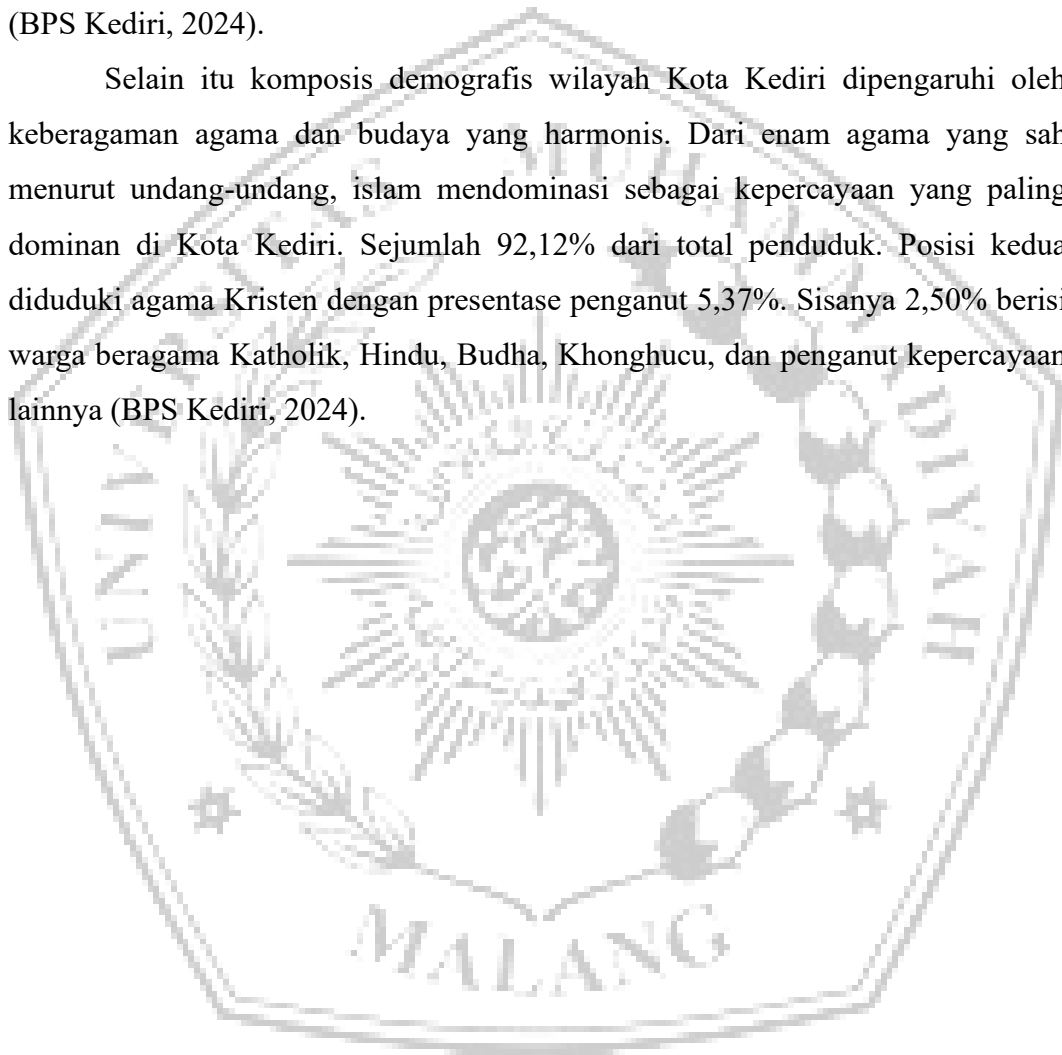 (BPS Kediri, 2024).
Selain itu komposis demografis wilayah Kota Kediri dipengaruhi oleh
keberagaman agama dan budaya yang harmonis. Dari enam agama yang sah
menurut undang-undang, islam mendominasi sebagai kepercayaan yang paling
dominan di Kota Kediri. Sejumlah 92,12% dari total penduduk. Posisi kedua
diduduki agama Kristen dengan presentase penganut 5,37%. Sisanya 2,50% berisi
warga beragama Katholik, Hindu, Budha, Khonghucu, dan penganut kepercayaan
lainnya (BPS Kediri, 2024).
UNIVERSITAS MUHAMMADIYAH
MALANG